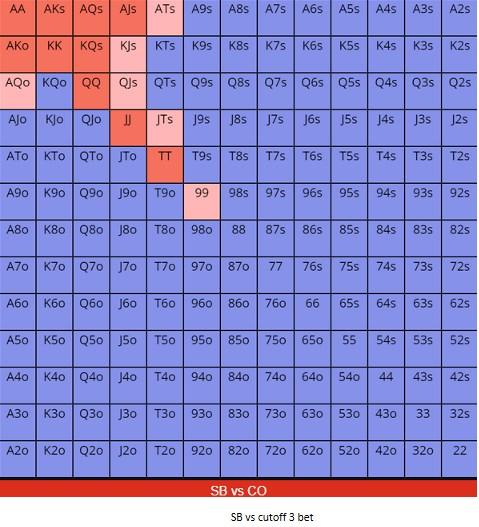 AA AKs AQs AJs ATs A9s A8s A7s A6s A5s A4s A3s A2s
AKo KK KQs KJs KTs K9s K8s K7s K6s K5s K4s K3s K2s
AQo KQo QQ QJs QTs Q9s Q8s Q7s Q6s Q5s Q4s Q3s Q2s
AJo KJo QJo JJ JTs J9s J8s J7s J6s J5s J4s J3s J2s
ATo KTo QTo JTo TT T9s T8s T7s T6s T5s T4s T3s T2s
A9o K9o Q9o J9o T9o 99 98s 97s 96s 95s 94s 93s 92s
A8o K8o Q8o J8o T8o 98o 88 87s 86s 85s 84s 83s 82s
A7o K7o Q7o J7o T7o 97o 87o 77 76s 75s 74s 73s 72s
A6o K6o Q6o J6o T6o 96o 86o 76o 66 65s 64s 63s 62s
A5o K5o Q5o J5o T5o 95o 85o 75o 65o 55 54s 53s 52s
A4o K4o Q4o J4o T4o 94o 84o 74o 64o 54o 44 43s 42s
A3o K3o Q3o J3o T3o 93o 83o 73o 63o 53o 43o 33 32s
A2o K2o Q2o J2o T2o 92o 82o 72o 62o 52o 42o 32o 22
SB vs CO
SB vs cutoff 3 bet